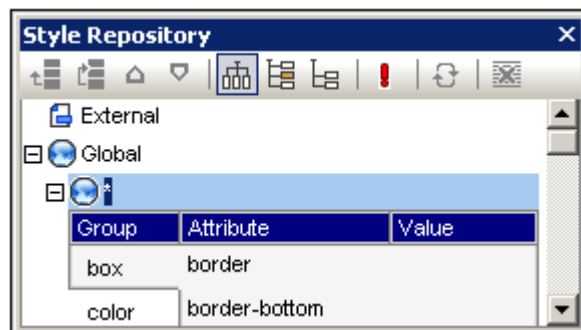 Style Repository
External
Global
*
Group Attribute Value
box border
color border-bottom